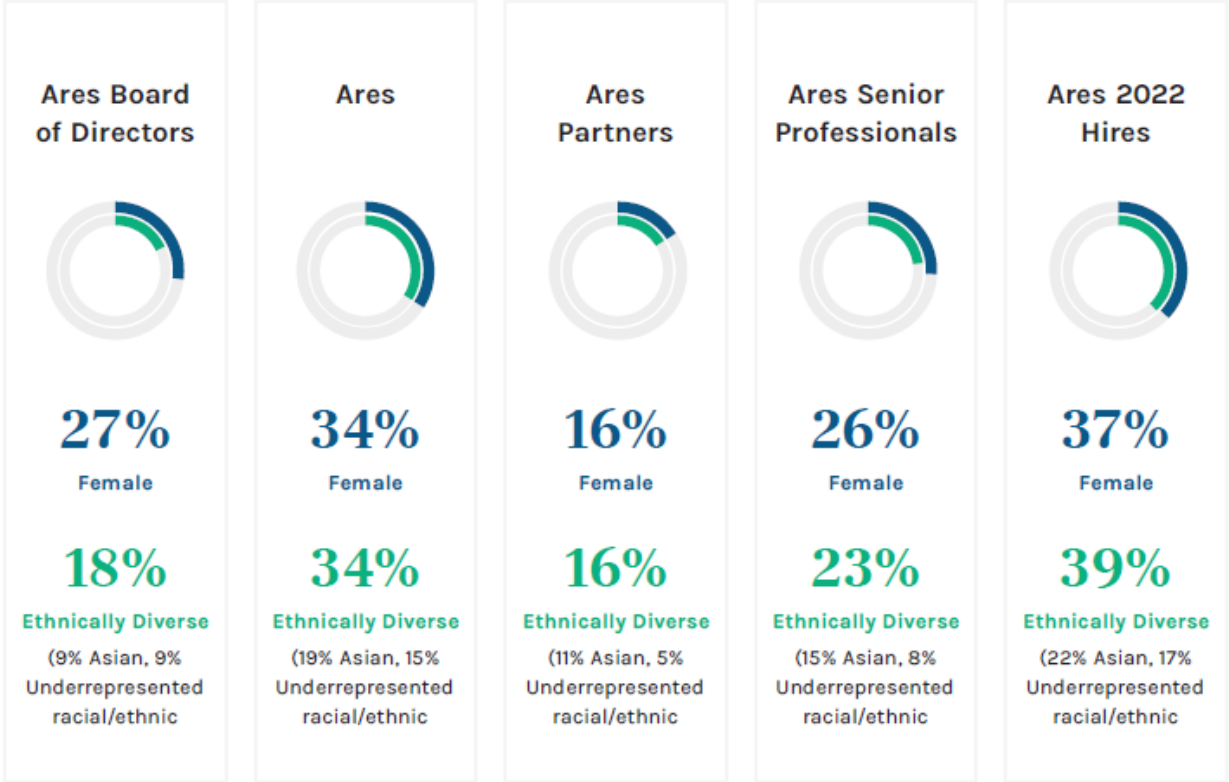 Ares Board
of Directors
27%
Female
18%
Ethnically Diverse
(9% Asian, 9%
Underrepresented
racial/ethnic
Ares
34%
Female
34%
Ethnically Diverse
(19% Asian, 15%
Underrepresented
racial/ethnic
Ares
Partners
16%
Female
16%
Ethnically Diverse
(11% Asian, 5%
Underrepresented
racial/ethnic
Ares Senior
Professionals
26%
Female
23%
Ethnically Diverse
(15% Asian, 8%
Underrepresented
racial/ethnic
Ares 2022
Hires
37%
Female
39%
Ethnically Diverse
(22% Asian, 17%
Underrepresented
racial/ethnic